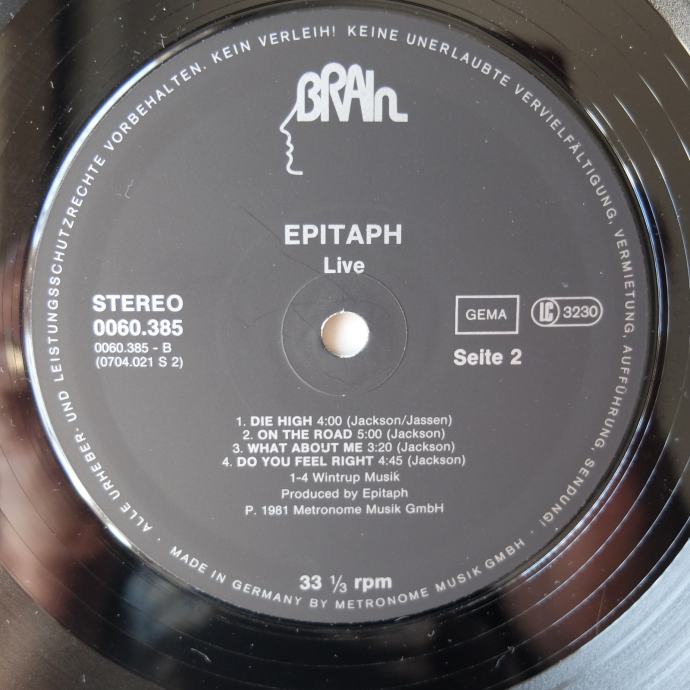 ALLE URHEBER- UND LEISTUNGSSCHUTZRECHTE VORBEHALTEN. KEIN VERLEIH! KEINE UNERLAUBTE VERVIELFÄLTIGUNG, VERMIETUNG, AUFFÜHRUNG, SENDUNG!
BRAIN
EPITAPH
Live
STEREO
0060.385
0060.385 - B
(0704.021 S 2)
GEMA
LC 3230
Seite 2
1. DIE HIGH 4:00 (Jackson/Jassen)
2. ON THE ROAD 5:00 (Jackson)
3. WHAT ABOUT ME 3:20 (Jackson)
4. DO YOU FEEL RIGHT 4:45 (Jackson)
1-4 Wintrup Musik
Produced by Epitaph
P. 1981 Metronome Musik GmbH
33 ⅓ rpm
· MADE IN GERMANY BY METRONOME MUSIK GMBH ·